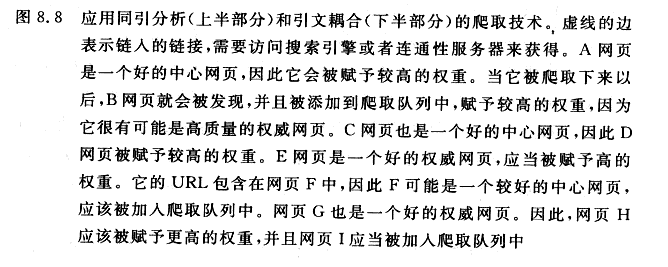 图 8.8 应用同引分析(上半部分)和引文耦合(下半部分)的爬取技术。虚线的边
表示链人的链接,需要访问搜索引擎或者连通性服务器来获得。A 网页
是一个好的中心网页,因此它会被赋予较高的权重。当它被爬取下来以
后,B 网页就会被发现,并且被添加到爬取队列中,赋予较高的权重,因为
它很有可能是高质量的权威网页。C 网页也是一个好的中心网页,因此 D
网页被赋予较高的权重。E 网页是一个好的权威网页,应当被赋予高的
权重。它的 URL 包含在网页 F 中,因此 F 可能是一个较好的中心网页,
应该被加人爬取队列中。网页 G 也是一个好的权威网页。因此,网页 H
应该被赋予更高的权重,并且网页 I 应当被加人爬取队列中